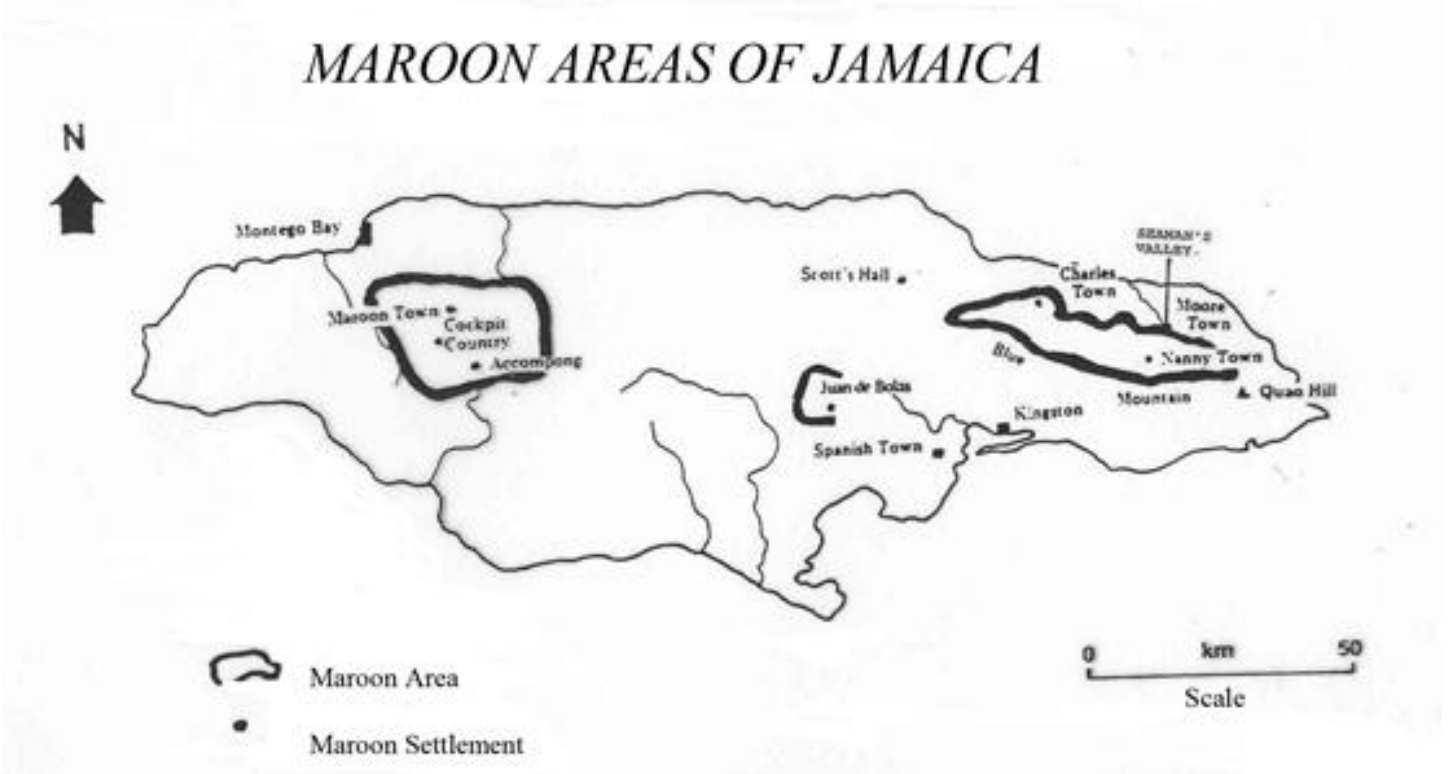 MAROON AREAS OF JAMAICA
N
Montego Bay
SEAMAN'S
VALLEY.
Scott's Hall
Charles
Town
Moore
Town
Maroon Town
Cockpit
Country
Accompong
Blue
Nanny Town
Juan de Bolas
Mountain
Quao Hill
Kingston
Spanish Town
0 km 50
Scale
Maroon Area
Maroon Settlement